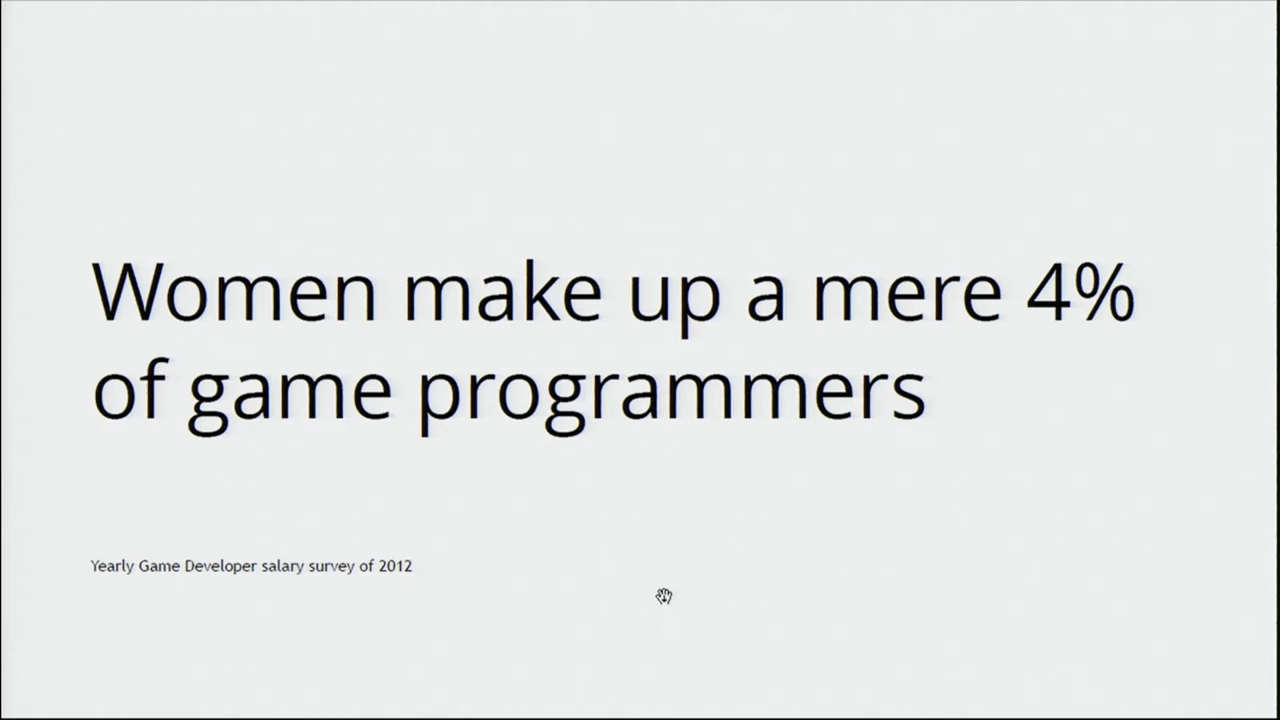 Women make up a mere 4%
of game programmers
Yearly Game Developer salary survey of 2012